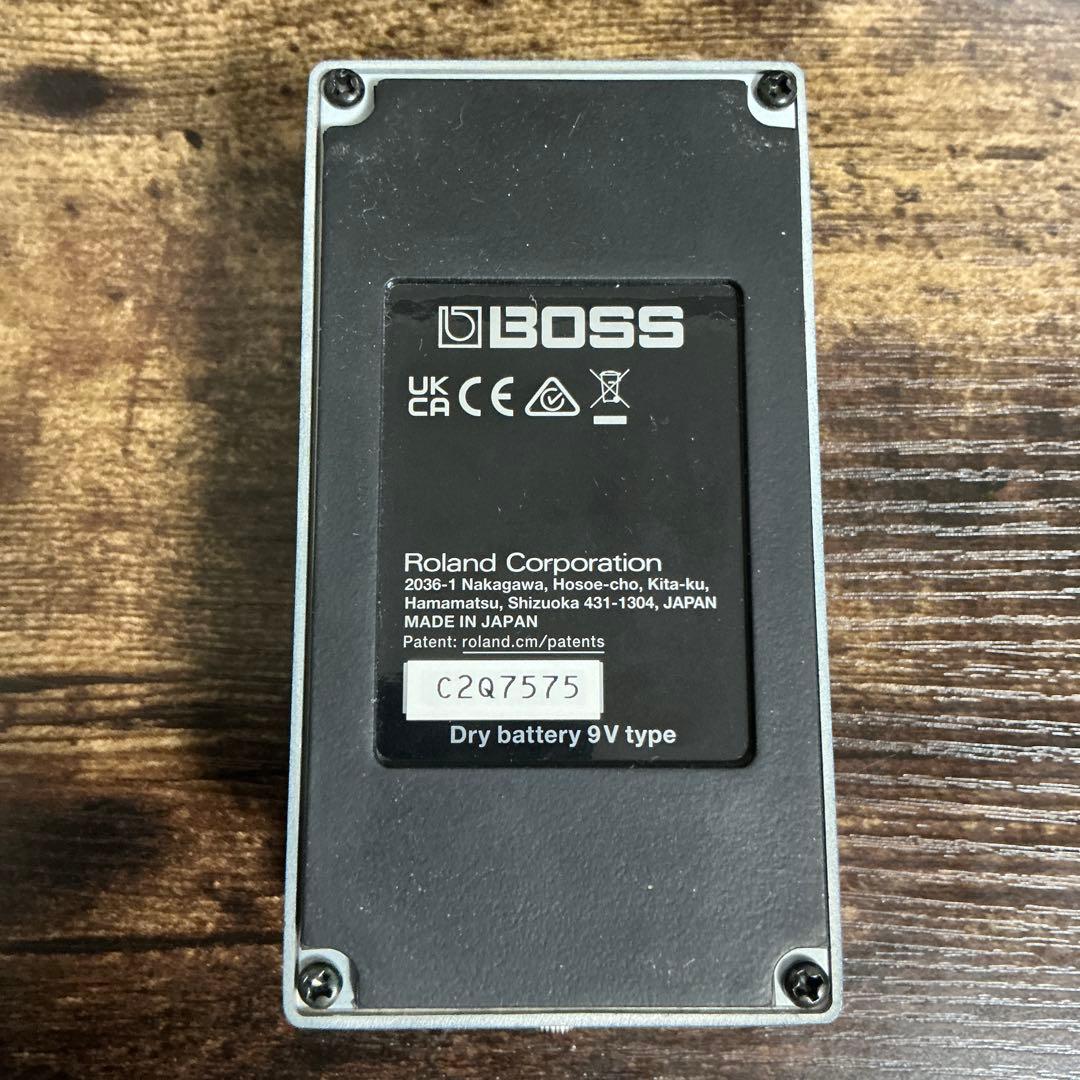 BOSS
UK
CA CE
Roland Corporation
2036-1 Nakagawa, Hosoe-cho, Kita-ku,
Hamamatsu, Shizuoka 431-1304, JAPAN
MADE IN JAPAN
Patent: roland.cm/patents
C2Q7575
Dry battery 9V type